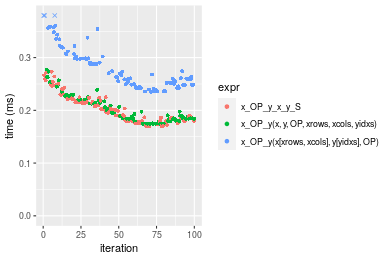 time (ms)
0.3
0.2
0.1
0.0
0
25
50
75
100
iteration
expr
x_OP_y_x_y_S
x_OP_y(x, y, OP, xrows, xcols, yidxs)
x_OP_y(x[xrows, xcols], y[yidxs], OP)